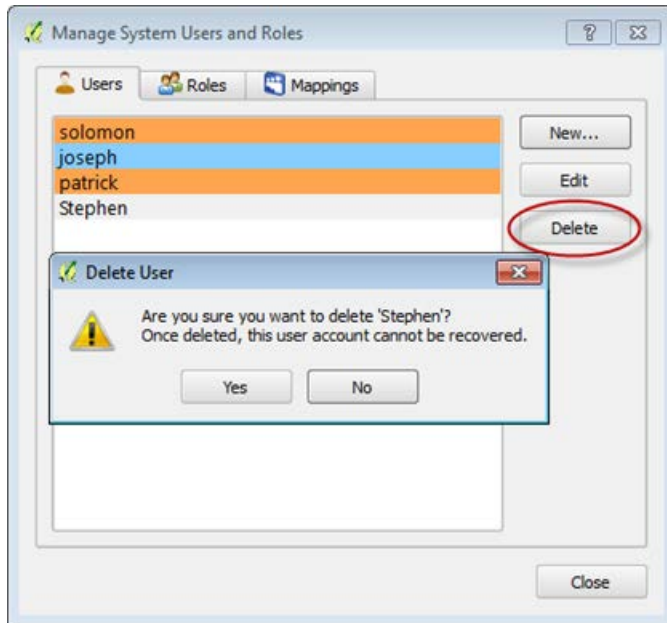 Manage System Users and Roles
Users Roles Mappings
solomon
joseph
patrick
Stephen
New...
Edit
Delete
Delete User
Are you sure you want to delete 'Stephen'?
Once deleted, this user account cannot be recovered.
Yes No
Close